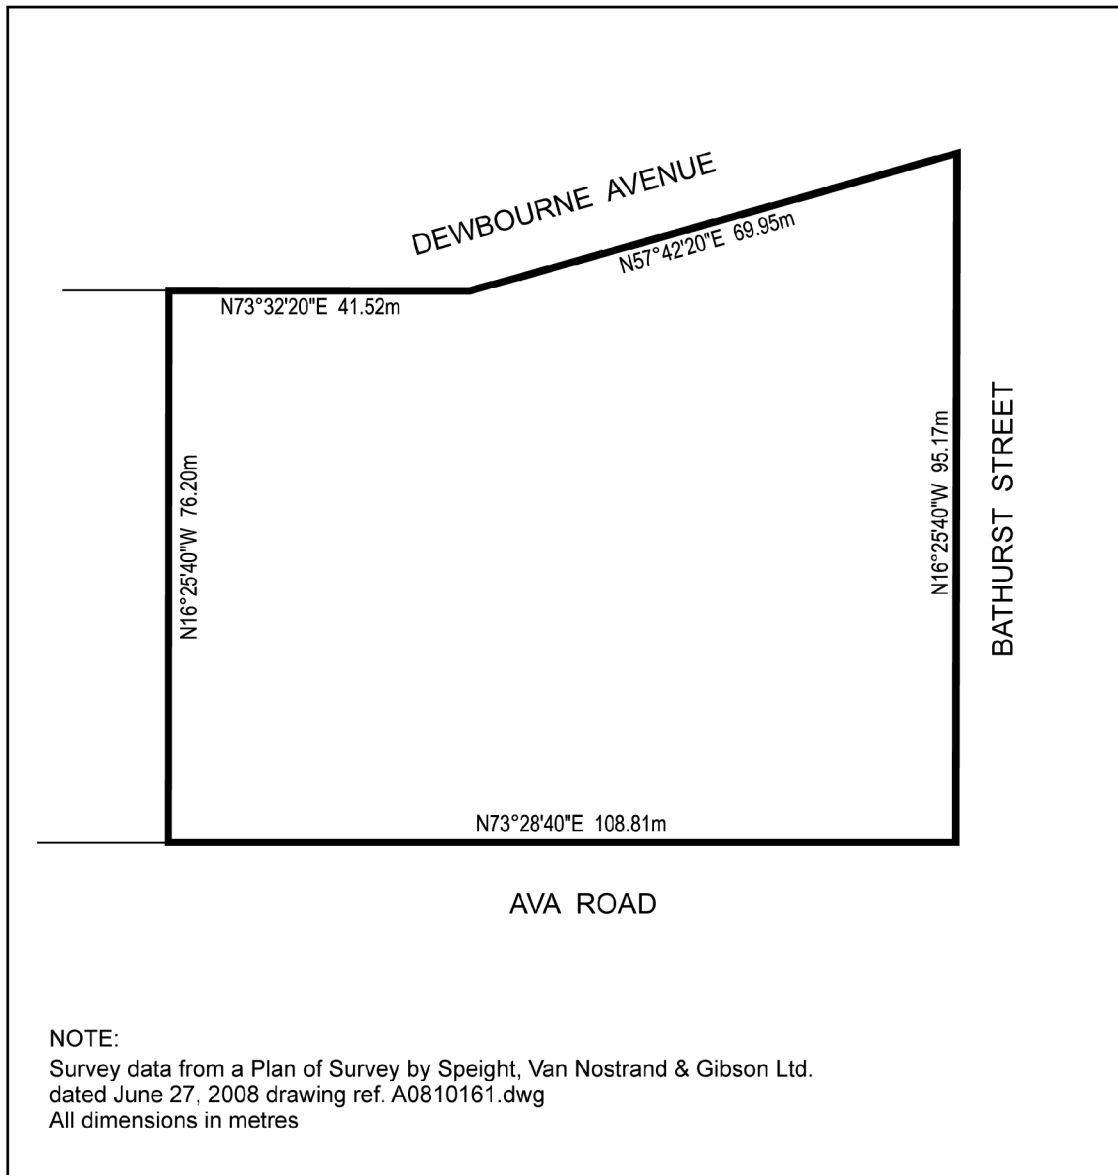 DEWBOURNE AVENUE
N57°42'20"E 69.95m
N73°32'20"E 41.52m
N16°25'40"W 76.20m
N16°25'40"W 95.17m
BATHURST STREET
N73°28'40"E 108.81m
AVA ROAD
NOTE:
Survey data from a Plan of Survey by Speight, Van Nostrand & Gibson Ltd.
dated June 27, 2008 drawing ref. A0810161.dwg
All dimensions in metres